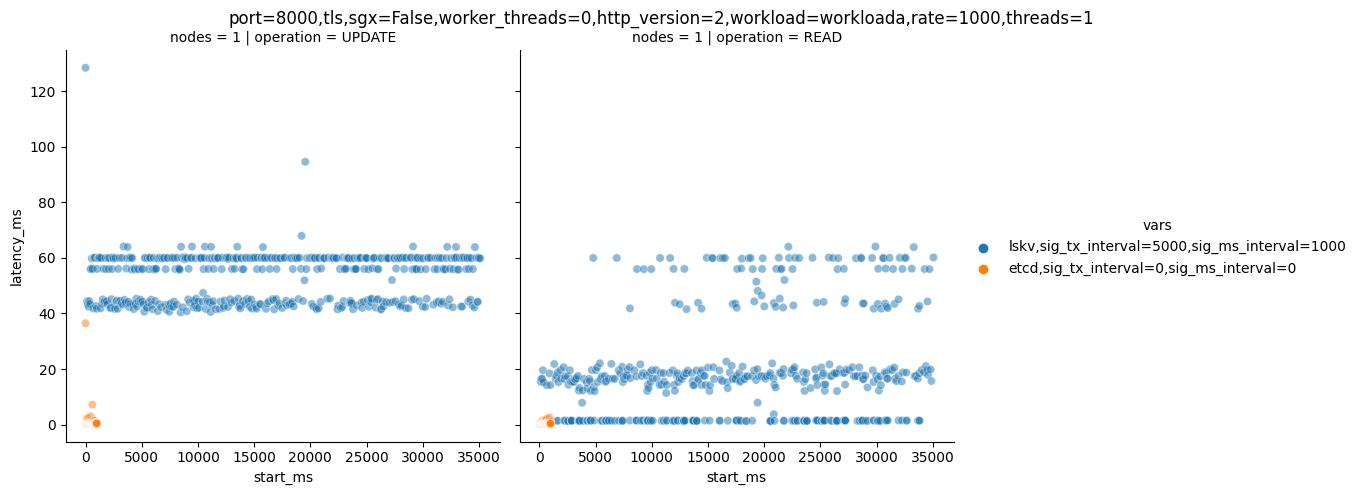 port=8000,tls,sgx=False,worker_threads=0,http_version=2,workload=workloada,rate=1000,threads=1
nodes = 1 | operation = UPDATE
nodes = 1 | operation = READ
latency_ms
120
100
80
60
40
20
0
0 5000 10000 15000 20000 25000 30000 35000
start_ms
0 5000 10000 15000 20000 25000 30000 35000
start_ms
vars
lskv,sig_tx_interval=5000,sig_ms_interval=1000
etcd,sig_tx_interval=0,sig_ms_interval=0